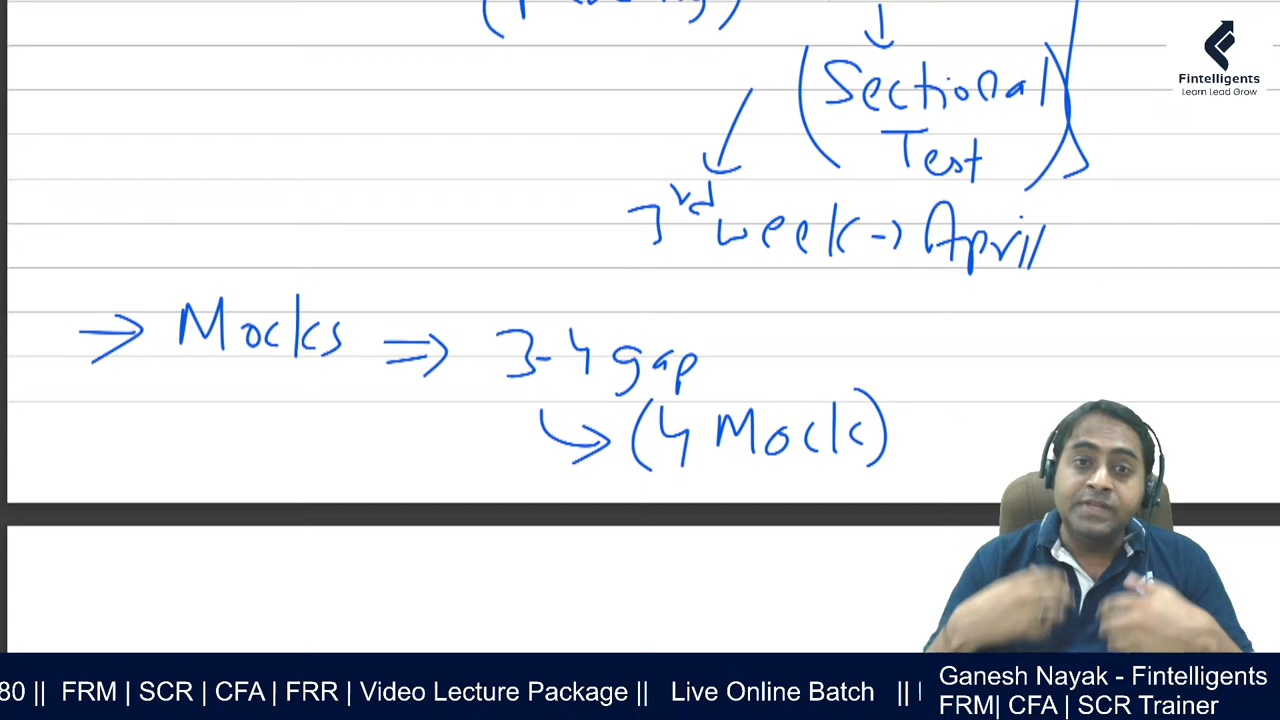 Fintelligents
Learn Lead Grow
(Sectional
Test)
3rd week → April
→ Mocks ⇒ 3-4 gap
↳ (4 Mock)
80 || FRM | SCR | CFA | FRR | Video Lecture Package || Live Online Batch ||
Ganesh Nayak - Fintelligents
FRM| CFA | SCR Trainer